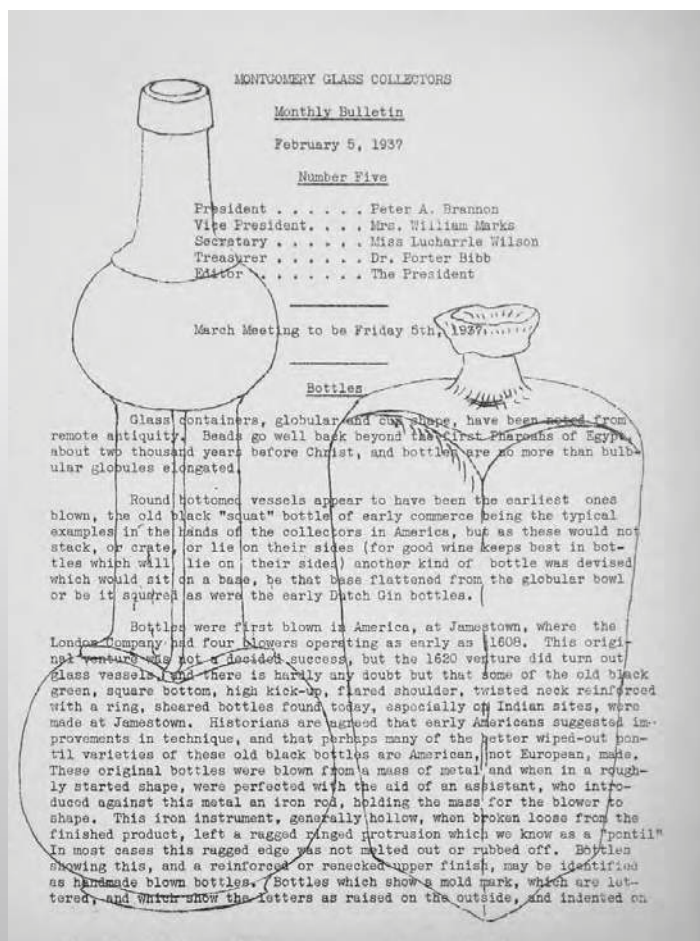 MONTGOMERY GLASS COLLECTORS
Monthly Bulletin
February 5, 1937
Number Five
President . . . . . . Peter A. Brannon
Vice President. . . . Mrs. William Marks
Secretary . . . . . . Miss Lucharrle Wilson
Treasurer . . . . . . Dr. Porter Bibb
Editor . . . . . . . The President
March Meeting to be Friday 5th, 1937.
Bottles
Glass containers, globular and cup shape, have been noted from
remote antiquity. Beads go well back beyond the first Pharoahs of Egypt,
about two thousand years before Christ, and bottles are no more than bulb-
ular globules elongated.
Round bottomed vessels appear to have been the earliest ones
blown, the old black "squat" bottle of early commerce being the typical
examples in the hands of the collectors in America, but as these would not
stack, or crate, or lie on their sides (for good wine keeps best in bot-
tles which will lie on their sides) another kind of bottle was devised
which would sit on a base, be that base flattened from the globular bowl
or be it squared as were the early Dutch Gin bottles.
Bottles were first blown in America, at Jamestown, where the
London Company had four blowers operating as early as 1608. This origi-
nal venture was not a decided success, but the 1620 venture did turn out
glass vessels, and there is hardly any doubt but that some of the old black
green, square bottom, high kick-up, flared shoulder, twisted neck reinforced
with a ring, sheared bottles found today, especially on Indian sites, were
made at Jamestown. Historians are agreed that early Americans suggested im-
provements in technique, and that perhaps many of the better wiped-out pon-
til varieties of these old black bottles are American, not European, made.
These original bottles were blown from a mass of metal and when in a rough-
ly started shape, were perfected with the aid of an assistant, who intro-
duced against this metal an iron rod, holding the mass for the blower to
shape. This iron instrument, generally hollow, when broken loose from the
finished product, left a ragged ringed protrusion which we know as a "pontil"
In most cases this ragged edge was not melted out or rubbed off. Bottles
showing this, and a reinforced or renecked upper finish, may be identified
as handmade blown bottles. Bottles which show a mold mark, which are let-
tered, and which show the letters as raised on the outside, and indented on